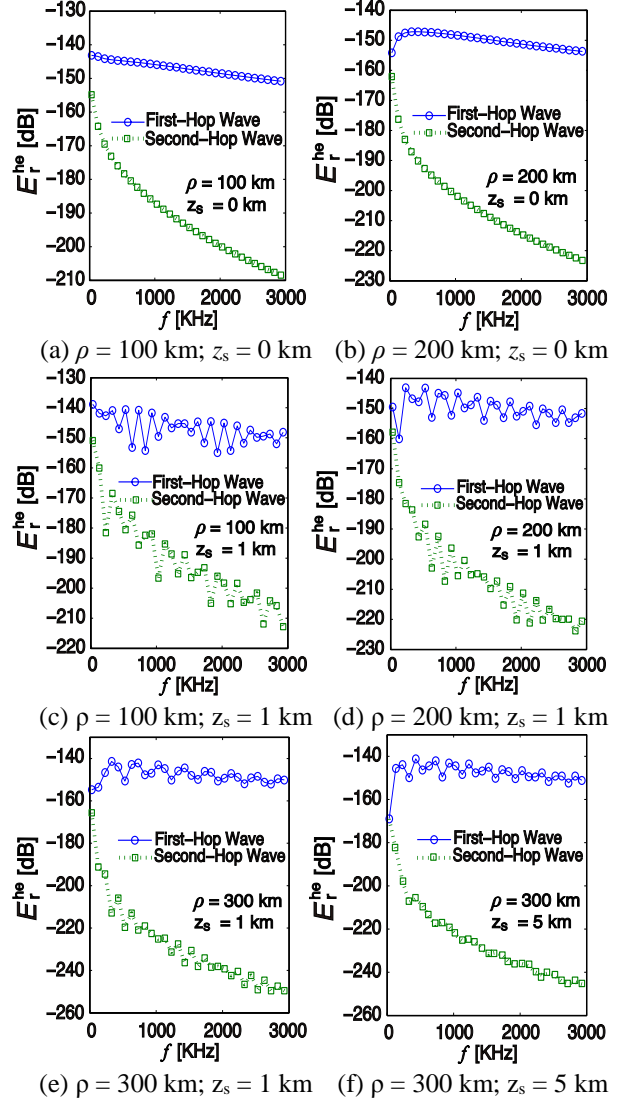 −130
−140
−150
−160
−170
−180
−190
−200
−210
E_r^he [dB]
First−Hop Wave
Second−Hop Wave
ρ = 100 km
z_s = 0 km
0 1000 2000 3000
f [KHz]
(a) ρ = 100 km; z_s = 0 km
−140
−150
−160
−170
−180
−190
−200
−210
−220
−230
E_r^he [dB]
First−Hop Wave
Second−Hop Wave
ρ = 200 km
z_s = 0 km
0 1000 2000 3000
f [KHz]
(b) ρ = 200 km; z_s = 0 km
−130
−140
−150
−160
−170
−180
−190
−200
−210
−220
E_r^he [dB]
First−Hop Wave
Second−Hop Wave
ρ = 100 km
z_s = 1 km
0 1000 2000 3000
f [KHz]
(c) ρ = 100 km; z_s = 1 km
−140
−150
−160
−170
−180
−190
−200
−210
−220
−230
E_r^he [dB]
First−Hop Wave
Second−Hop Wave
ρ = 200 km
z_s = 1 km
0 1000 2000 3000
f [KHz]
(d) ρ = 200 km; z_s = 1 km
−140
−160
−180
−200
−220
−240
−260
E_r^he [dB]
First−Hop Wave
Second−Hop Wave
ρ = 300 km
z_s = 1 km
0 1000 2000 3000
f [KHz]
(e) ρ = 300 km; z_s = 1 km
−140
−160
−180
−200
−220
−240
−260
E_r^he [dB]
First−Hop Wave
Second−Hop Wave
ρ = 300
z_s = 5 km
0 1000 2000 3000
f [KHz]
(f) ρ = 300 km; z_s = 5 km